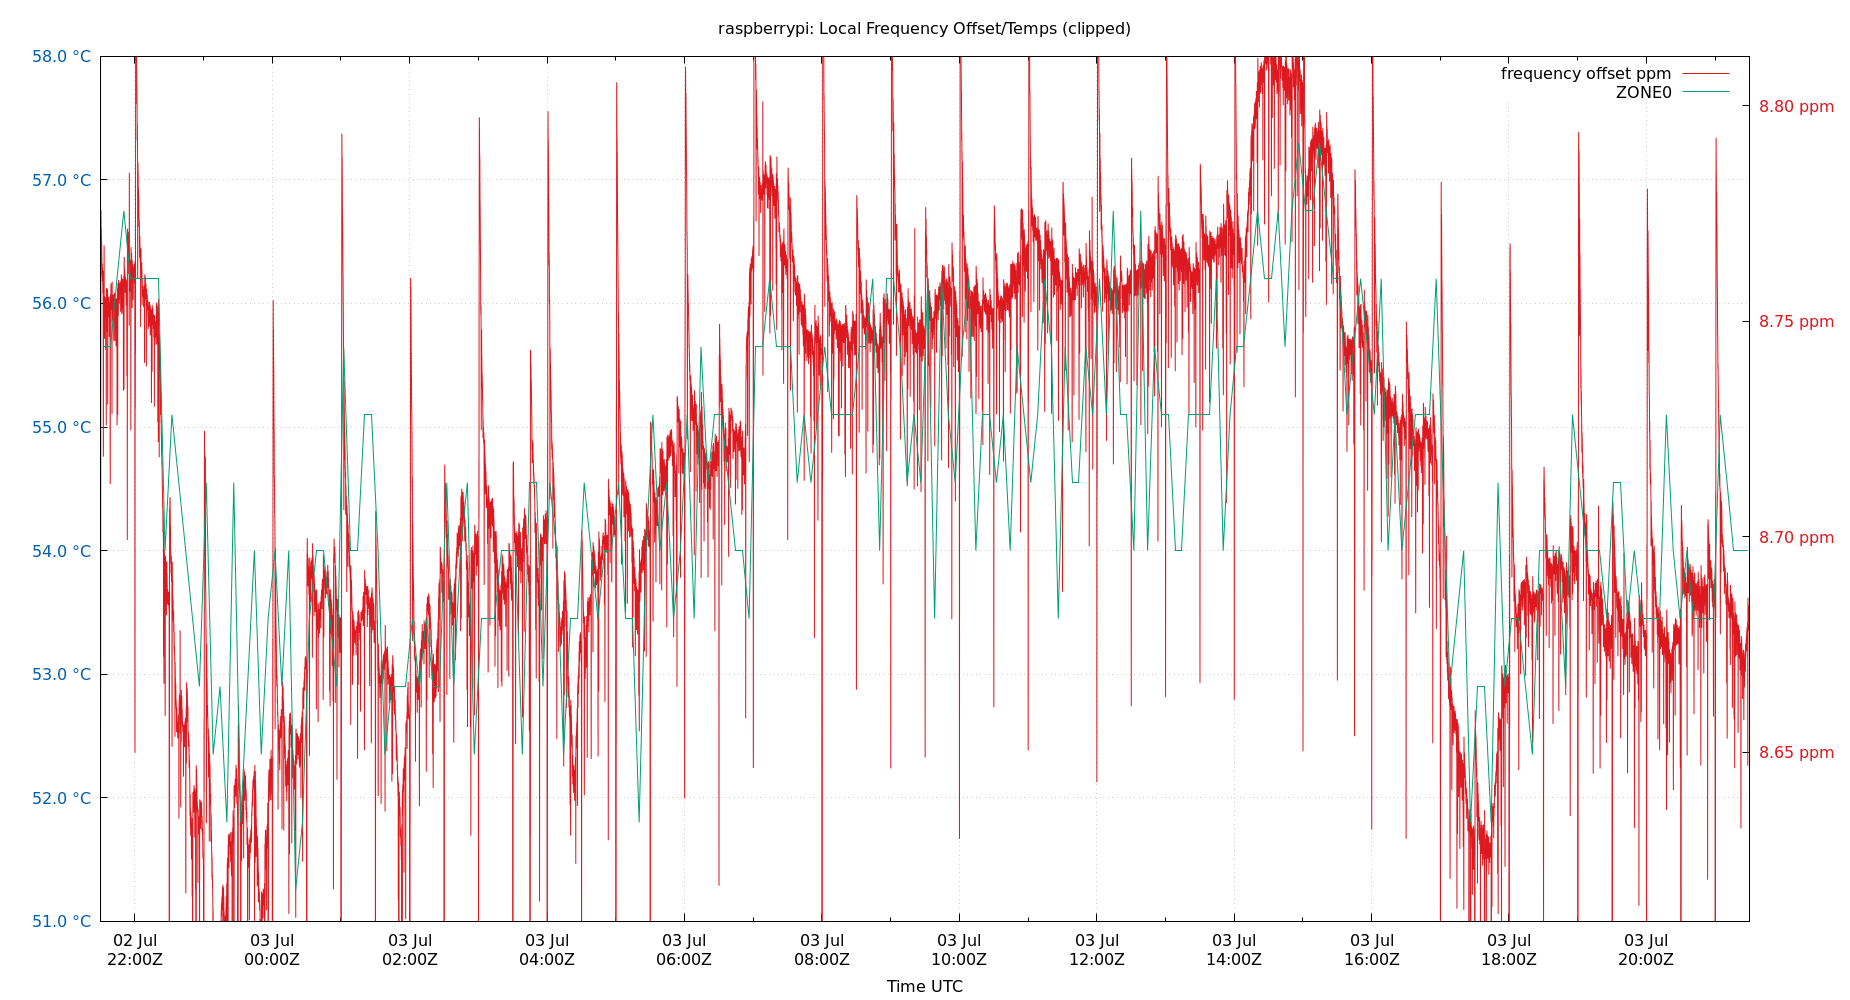 raspberrypi: Local Frequency Offset/Temps (clipped)
frequency offset ppm
ZONE0
58.0 °C
57.0 °C
56.0 °C
55.0 °C
54.0 °C
53.0 °C
52.0 °C
51.0 °C
8.80 ppm
8.75 ppm
8.70 ppm
8.65 ppm
02 Jul
22:00Z
03 Jul
00:00Z
03 Jul
02:00Z
03 Jul
04:00Z
03 Jul
06:00Z
03 Jul
08:00Z
03 Jul
10:00Z
03 Jul
12:00Z
03 Jul
14:00Z
03 Jul
16:00Z
03 Jul
18:00Z
03 Jul
20:00Z
Time UTC